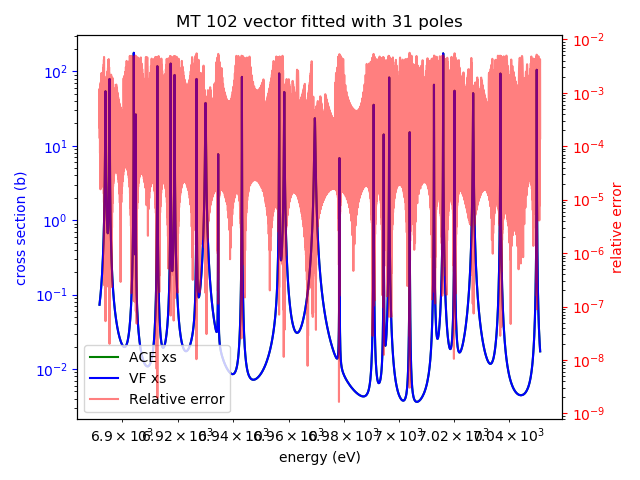 MT 102 vector fitted with 31 poles
10²
10¹
10⁰
10⁻¹
10⁻²
cross section (b)
10⁻²
10⁻³
10⁻⁴
10⁻⁵
10⁻⁶
10⁻⁷
10⁻⁸
10⁻⁹
relative error
ACE xs
VF xs
Relative error
6.9 × 10³ 6.92 × 10³ 6.94 × 10³ 6.96 × 10³ 6.98 × 10³ 7 × 10³ 7.02 × 10³ 7.04 × 10³
energy (eV)